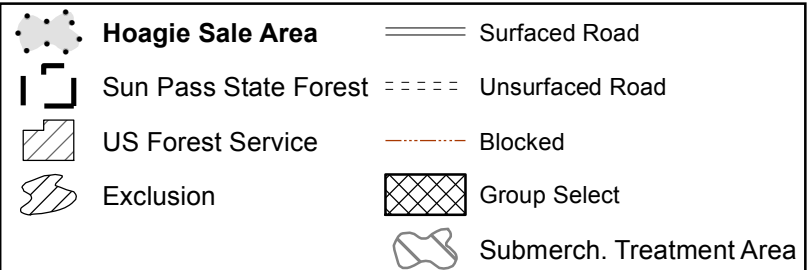 Hoagie Sale Area
Sun Pass State Forest
US Forest Service
Exclusion
Surfaced Road
Unsurfaced Road
Blocked
Group Select
Submerch. Treatment Area